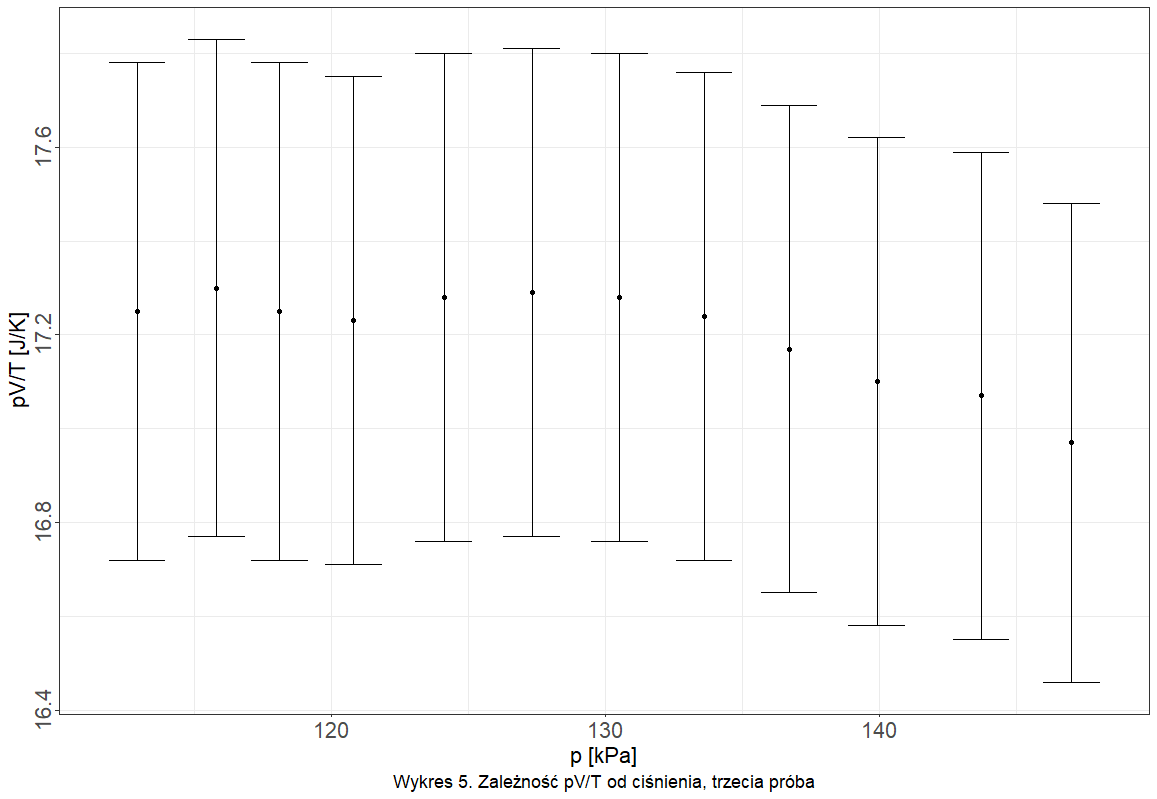 17.6
17.2
16.8
16.4
pV/T [J/K]
120
130
140
p [kPa]
Wykres 5. Zależność pV/T od ciśnienia, trzecia próba